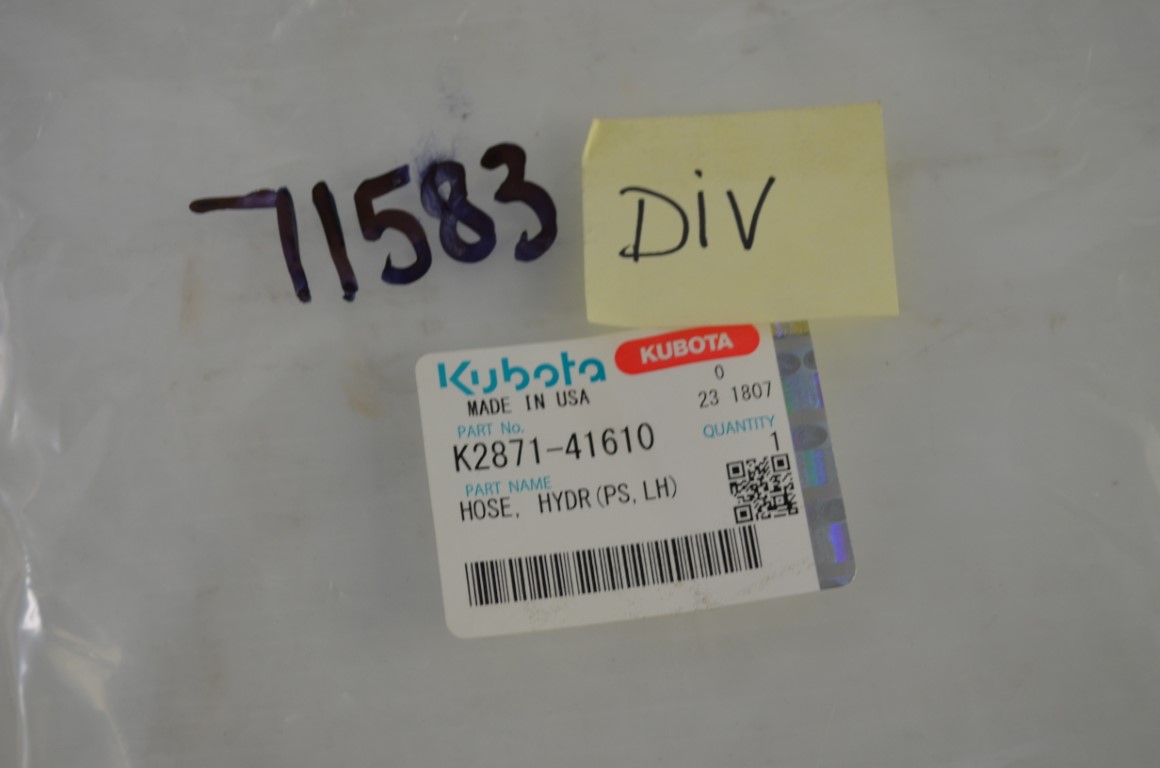 71583
DIV
Kubota KUBOTA
0
MADE IN USA 23 1807
PART No. QUANTITY
K2871-41610 1
PART NAME
HOSE, HYDR(PS, LH)